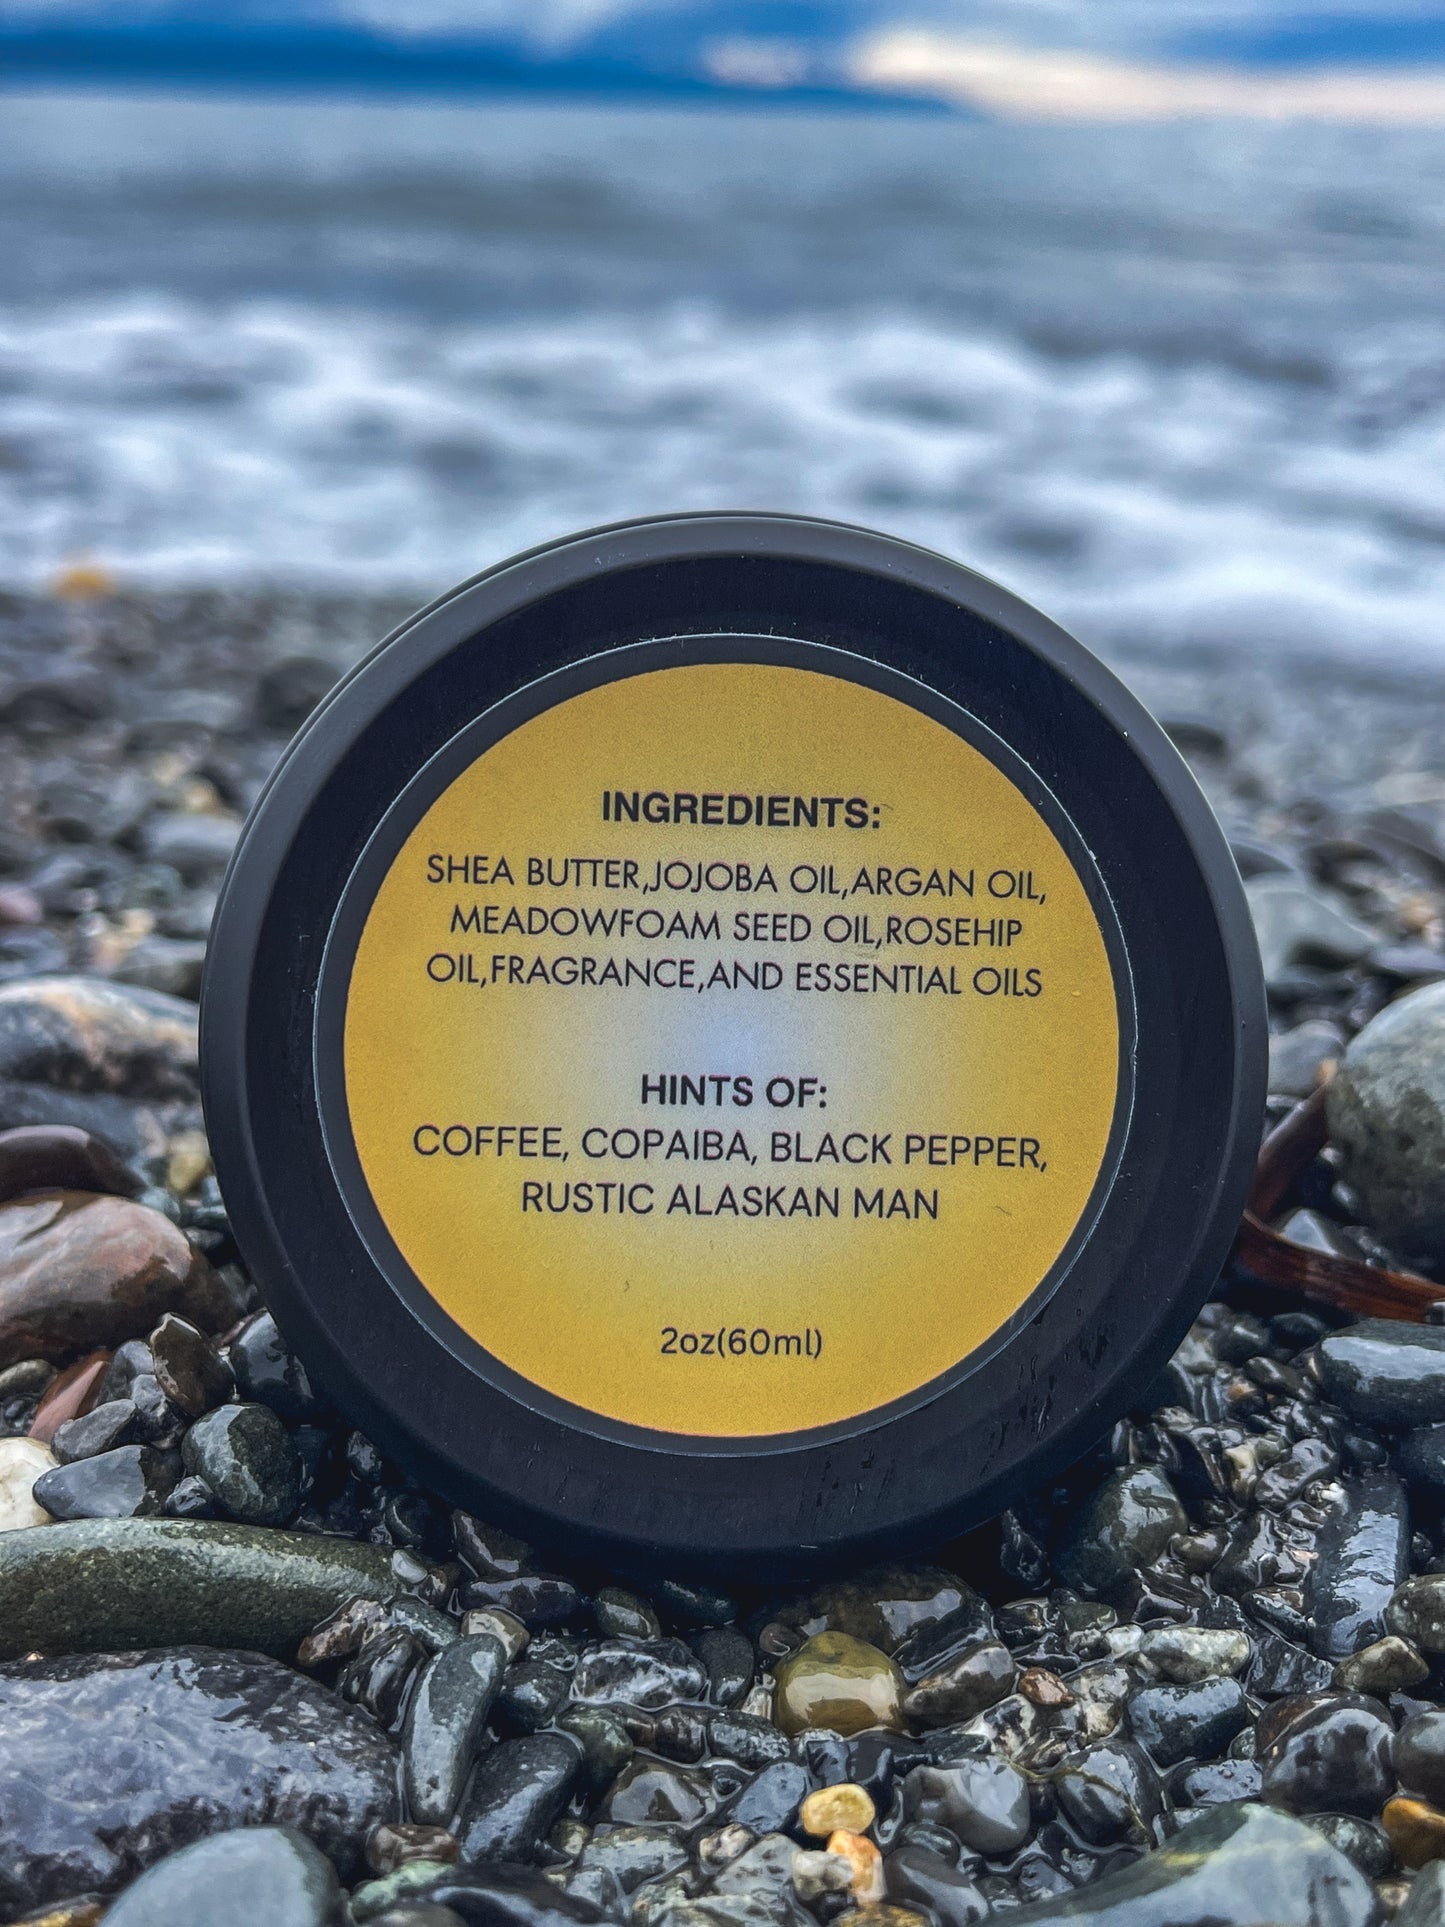 INGREDIENTS:
SHEA BUTTER,JOJOBA OIL,ARGAN OIL,
MEADOWFOAM SEED OIL,ROSEHIP
OIL,FRAGRANCE,AND ESSENTIAL OILS
HINTS OF:
COFFEE, COPAIBA, BLACK PEPPER,
RUSTIC ALASKAN MAN
2oz(60ml)